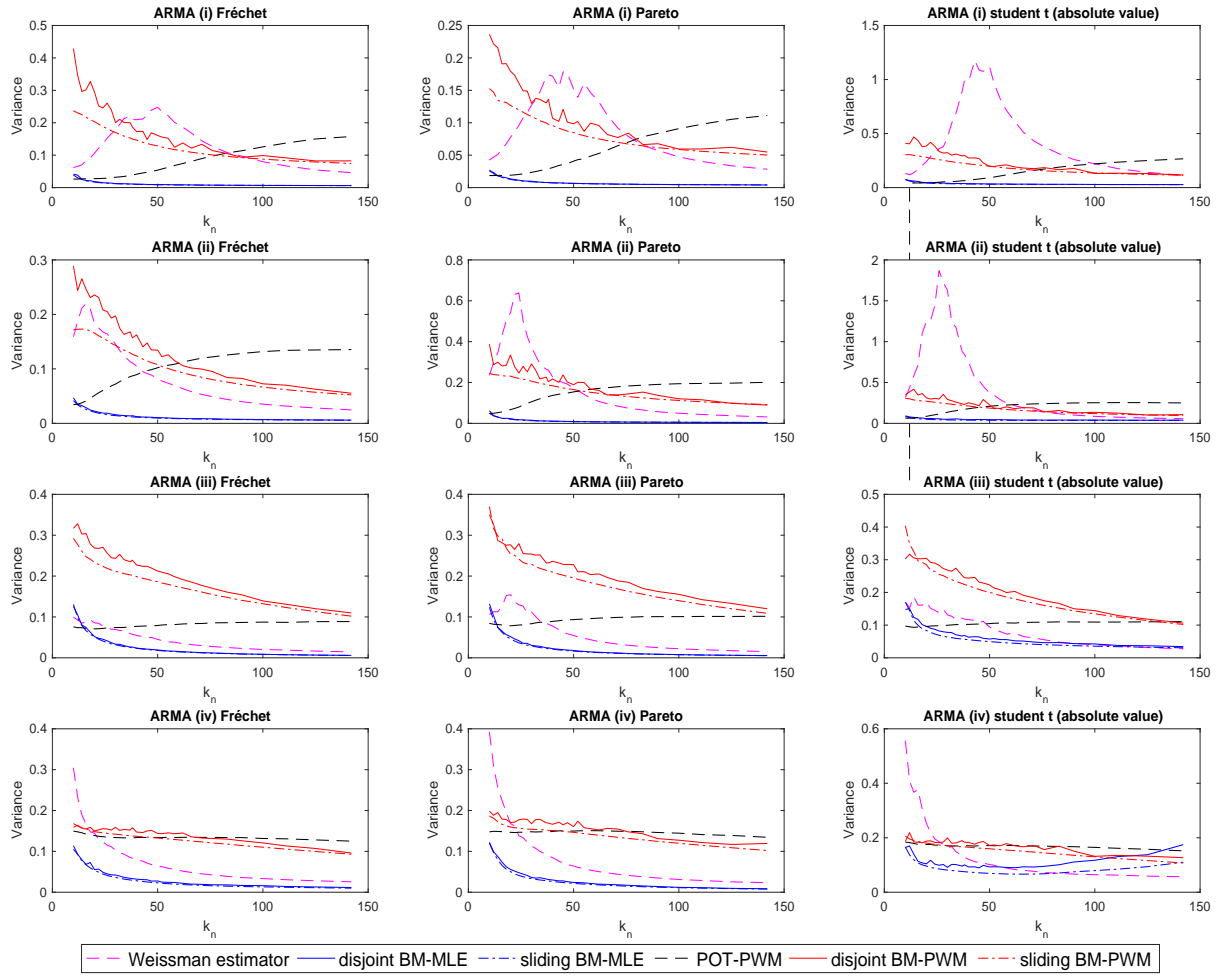 ARMA (i) Fréchet
Variance
0.5
0.4
0.3
0.2
0.1
0
0 50 100 150
k_n
ARMA (i) Pareto
Variance
0.25
0.2
0.15
0.1
0.05
0
0 50 100 150
k_n
ARMA (i) student t (absolute value)
Variance
1.5
1
0.5
0
0 50 100 150
k_n
ARMA (ii) Fréchet
Variance
0.3
0.2
0.1
0
0 50 100 150
k_n
ARMA (ii) Pareto
Variance
0.8
0.6
0.4
0.2
0
0 50 100 150
k_n
ARMA (ii) student t (absolute value)
Variance
2
1.5
1
0.5
0
0 50 100 150
k_n
ARMA (iii) Fréchet
Variance
0.4
0.3
0.2
0.1
0
0 50 100 150
k_n
ARMA (iii) Pareto
Variance
0.4
0.3
0.2
0.1
0
0 50 100 150
k_n
ARMA (iii) student t (absolute value)
Variance
0.5
0.4
0.3
0.2
0.1
0
0 50 100 150
k_n
ARMA (iv) Fréchet
Variance
0.4
0.3
0.2
0.1
0
0 50 100 150
k_n
ARMA (iv) Pareto
Variance
0.4
0.3
0.2
0.1
0
0 50 100 150
k_n
ARMA (iv) student t (absolute value)
Variance
0.6
0.4
0.2
0
0 50 100 150
k_n
Weissman estimator disjoint BM-MLE sliding BM-MLE POT-PWM disjoint BM-PWM sliding BM-PWM